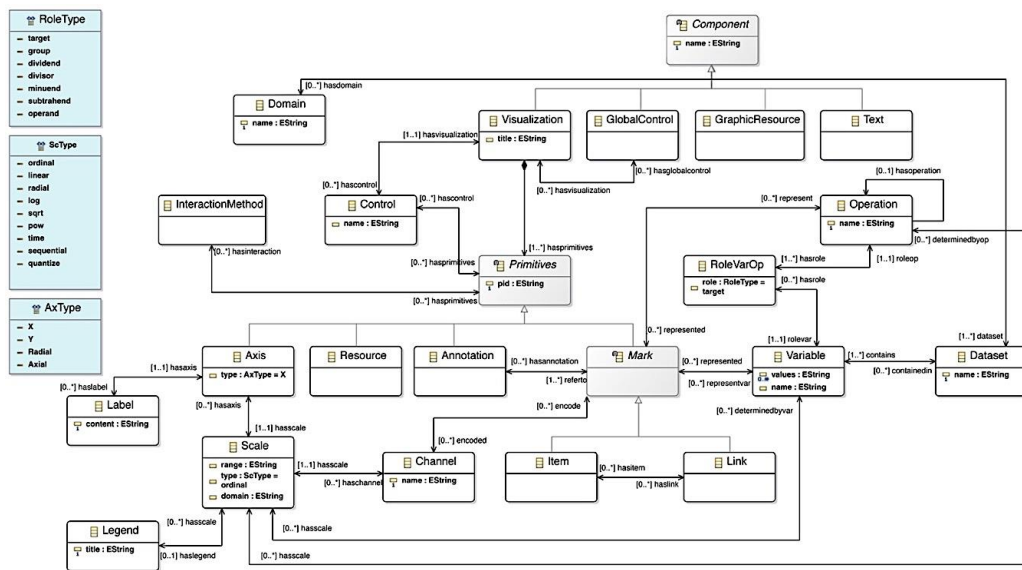 RoleType
target
group
dividend
divisor
minuend
subtrahend
operand
ScType
ordinal
linear
radial
log
sqrt
pow
time
sequential
quantize
AxType
X
Y
Radial
Axial
Component
name : EString
[0..*] hasdomain
Domain
name : EString
Visualization
title : EString
GlobalControl
GraphicResource
Text
[1..1] hasvisualization
[0..*] hasglobalcontrol
[0..*] hasvisualization
[0..*] hascontrol
[0..*] hascontrol
Control
name : EString
InteractionMethod
[0..*] hasinteraction
[0..1] hasoperation
[0..*] represent
Operation
name : EString
[0..*] determinedbyop
[1..*] hasprimitives
[0..*] hasprimitives
[0..*] hasprimitives
Primitives
pid : EString
[1..*] hasrole
[1..1] roleop
RoleVarOp
role : RoleType =
target
[0..*] hasrole
[0..*] represented
[1..1] rolevar
[1..*] dataset
[1..1] hasaxis
Axis
type : AxType = X
Resource
Annotation
[0..*] hasannotation
[1..*] referto
Mark
[0..*] represented
[0..*] representvar
Variable
values : EString
name : EString
[1..*] contains
[0..*] containedin
Dataset
name : EString
[0..*] haslabel
Label
content : EString
[0..*] hasaxis
[1..1] hasscale
[0..*] encode
[0..*] encoded
[0..*] determinedbyvar
Scale
range : EString
type : ScType =
ordinal
domain : EString
[1..1] hasscale
[0..*] haschannel
Channel
name : EString
Item
[0..*] hasitem
[0..*] haslink
Link
[0..*] hasscale
[0..*] hasscale
Legend
title : EString
[0..1] haslegend
[0..*] hasscale